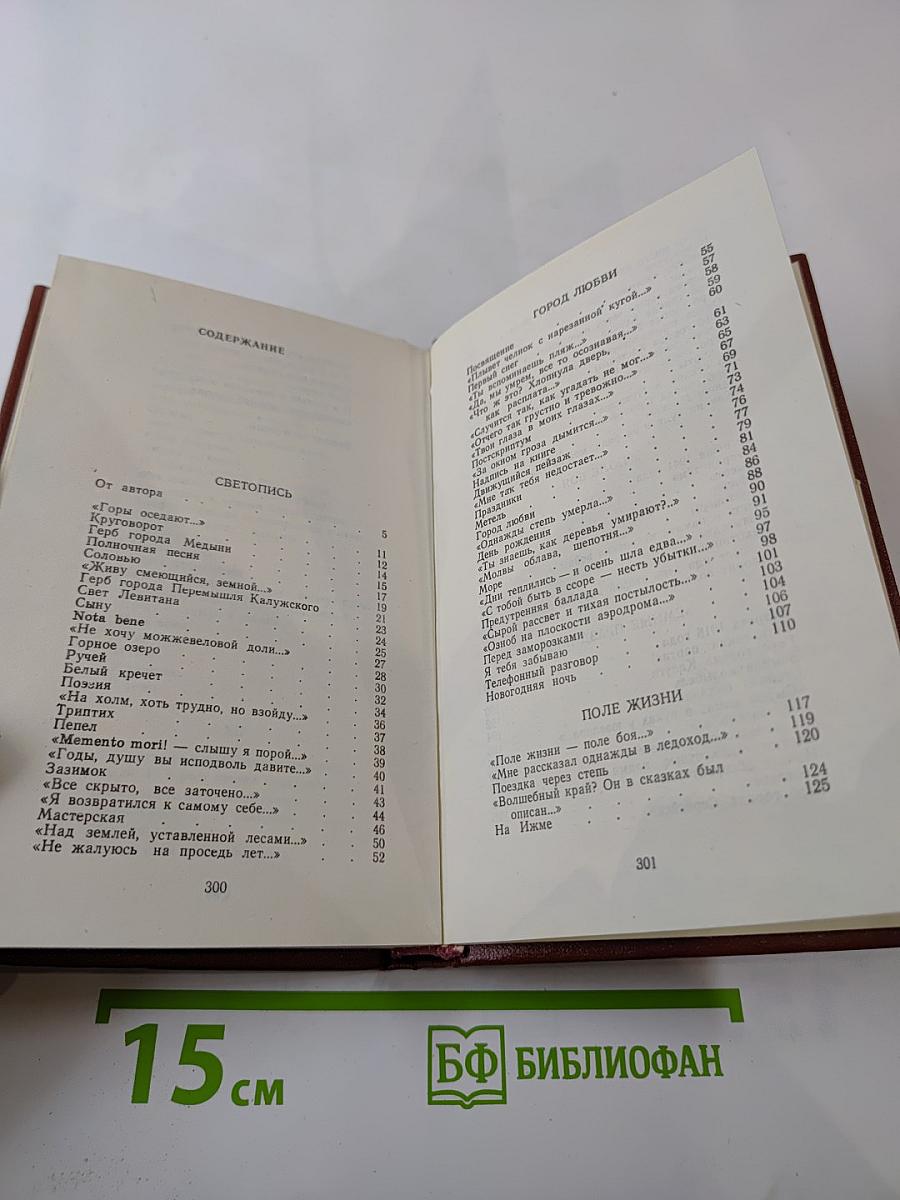 СОДЕРЖАНИЕ
СВЕТОПИСЬ
От автора . . . . . 5
«Горы оседают...» . . . . . 11
Круговорот . . . . . 12
Герб города Медыни . . . . . 14
Полночная песня . . . . . 15
Соловью . . . . . 17
«Живу смеющийся, земной...» . . . 19
Герб города Перемышля Калужского . . 21
Свет Левитана . . . . . 23
Сыну . . . . . 24
Nota bene . . . . . 25
«Не хочу можжевеловой доли...» . . . 27
Горное озеро . . . . . 28
Ручей . . . . . 30
Белый кречет . . . . . 32
Поэзия . . . . . 34
«На холм, хоть трудно, но взойду...» . . 36
Триптих . . . . . 37
Пепел . . . . . 38
«Memento mori! — слышу я порой...» . . 39
«Годы, душу вы исподволь давите...» . . 40
Зазимок . . . . . 41
«Все скрыто, все заточено...» . . . 43
«Я возвратился к самому себе...» . . . 44
Мастерская . . . . . 46
«Над землей, уставленной лесами...» . . 50
«Не жалуюсь на проседь лет...» . . . 52
300
ГОРОД ЛЮБВИ
Посвящение . . . . . 55
«Плывет челнок с нарезанной кугой...» . . 57
Первый снег . . . . . 58
«Ты вспоминаешь пляж...» . . . 59
«Да, мы умрем, все то осознавая...» . . 60
«Что ж это? Хлопнула дверь,
как расплата...» . . . . . 61
«Случится так, как угадать не мог...» . . 63
«Отчего так грустно и тревожно...» . . 65
«Твои глаза в моих глазах...» . . . 67
Постскриптум . . . . . 69
«За окном гроза дымится...» . . . 71
Надпись на книге . . . . . 73
Движущийся пейзаж . . . . . 74
«Мне так тебя недостает...» . . . 76
Праздники . . . . . 77
Метель . . . . . 79
Город любви . . . . . 81
«Однажды степь умерла...» . . . 84
День рождения . . . . . 86
«Ты знаешь, как деревья умирают?..» . . 88
«Молвы облава, шепотня...» . . . 90
Море . . . . . 91
«Дни теплились — и осень шла едва...» . . 95
«С тобой быть в ссоре — несть убытки...» . 97
Предутренняя баллада . . . . . 98
«Сырой рассвет и тихая постылость...» . . 101
«Озноб на плоскости аэродрома...» . . 103
Перед заморозками . . . . . 104
Я тебя забываю . . . . . 106
Телефонный разговор . . . . . 107
Новогодняя ночь . . . . . 110
ПОЛЕ ЖИЗНИ
«Поле жизни — поле боя...» . . . 117
«Мне рассказал однажды в ледоход...» . . 119
Поездка через степь . . . . . 120
«Волшебный край? Он в сказках был
описан...» . . . . . 124
На Ижме . . . . . 125
301
15 см
БФ БИБЛИОФАН